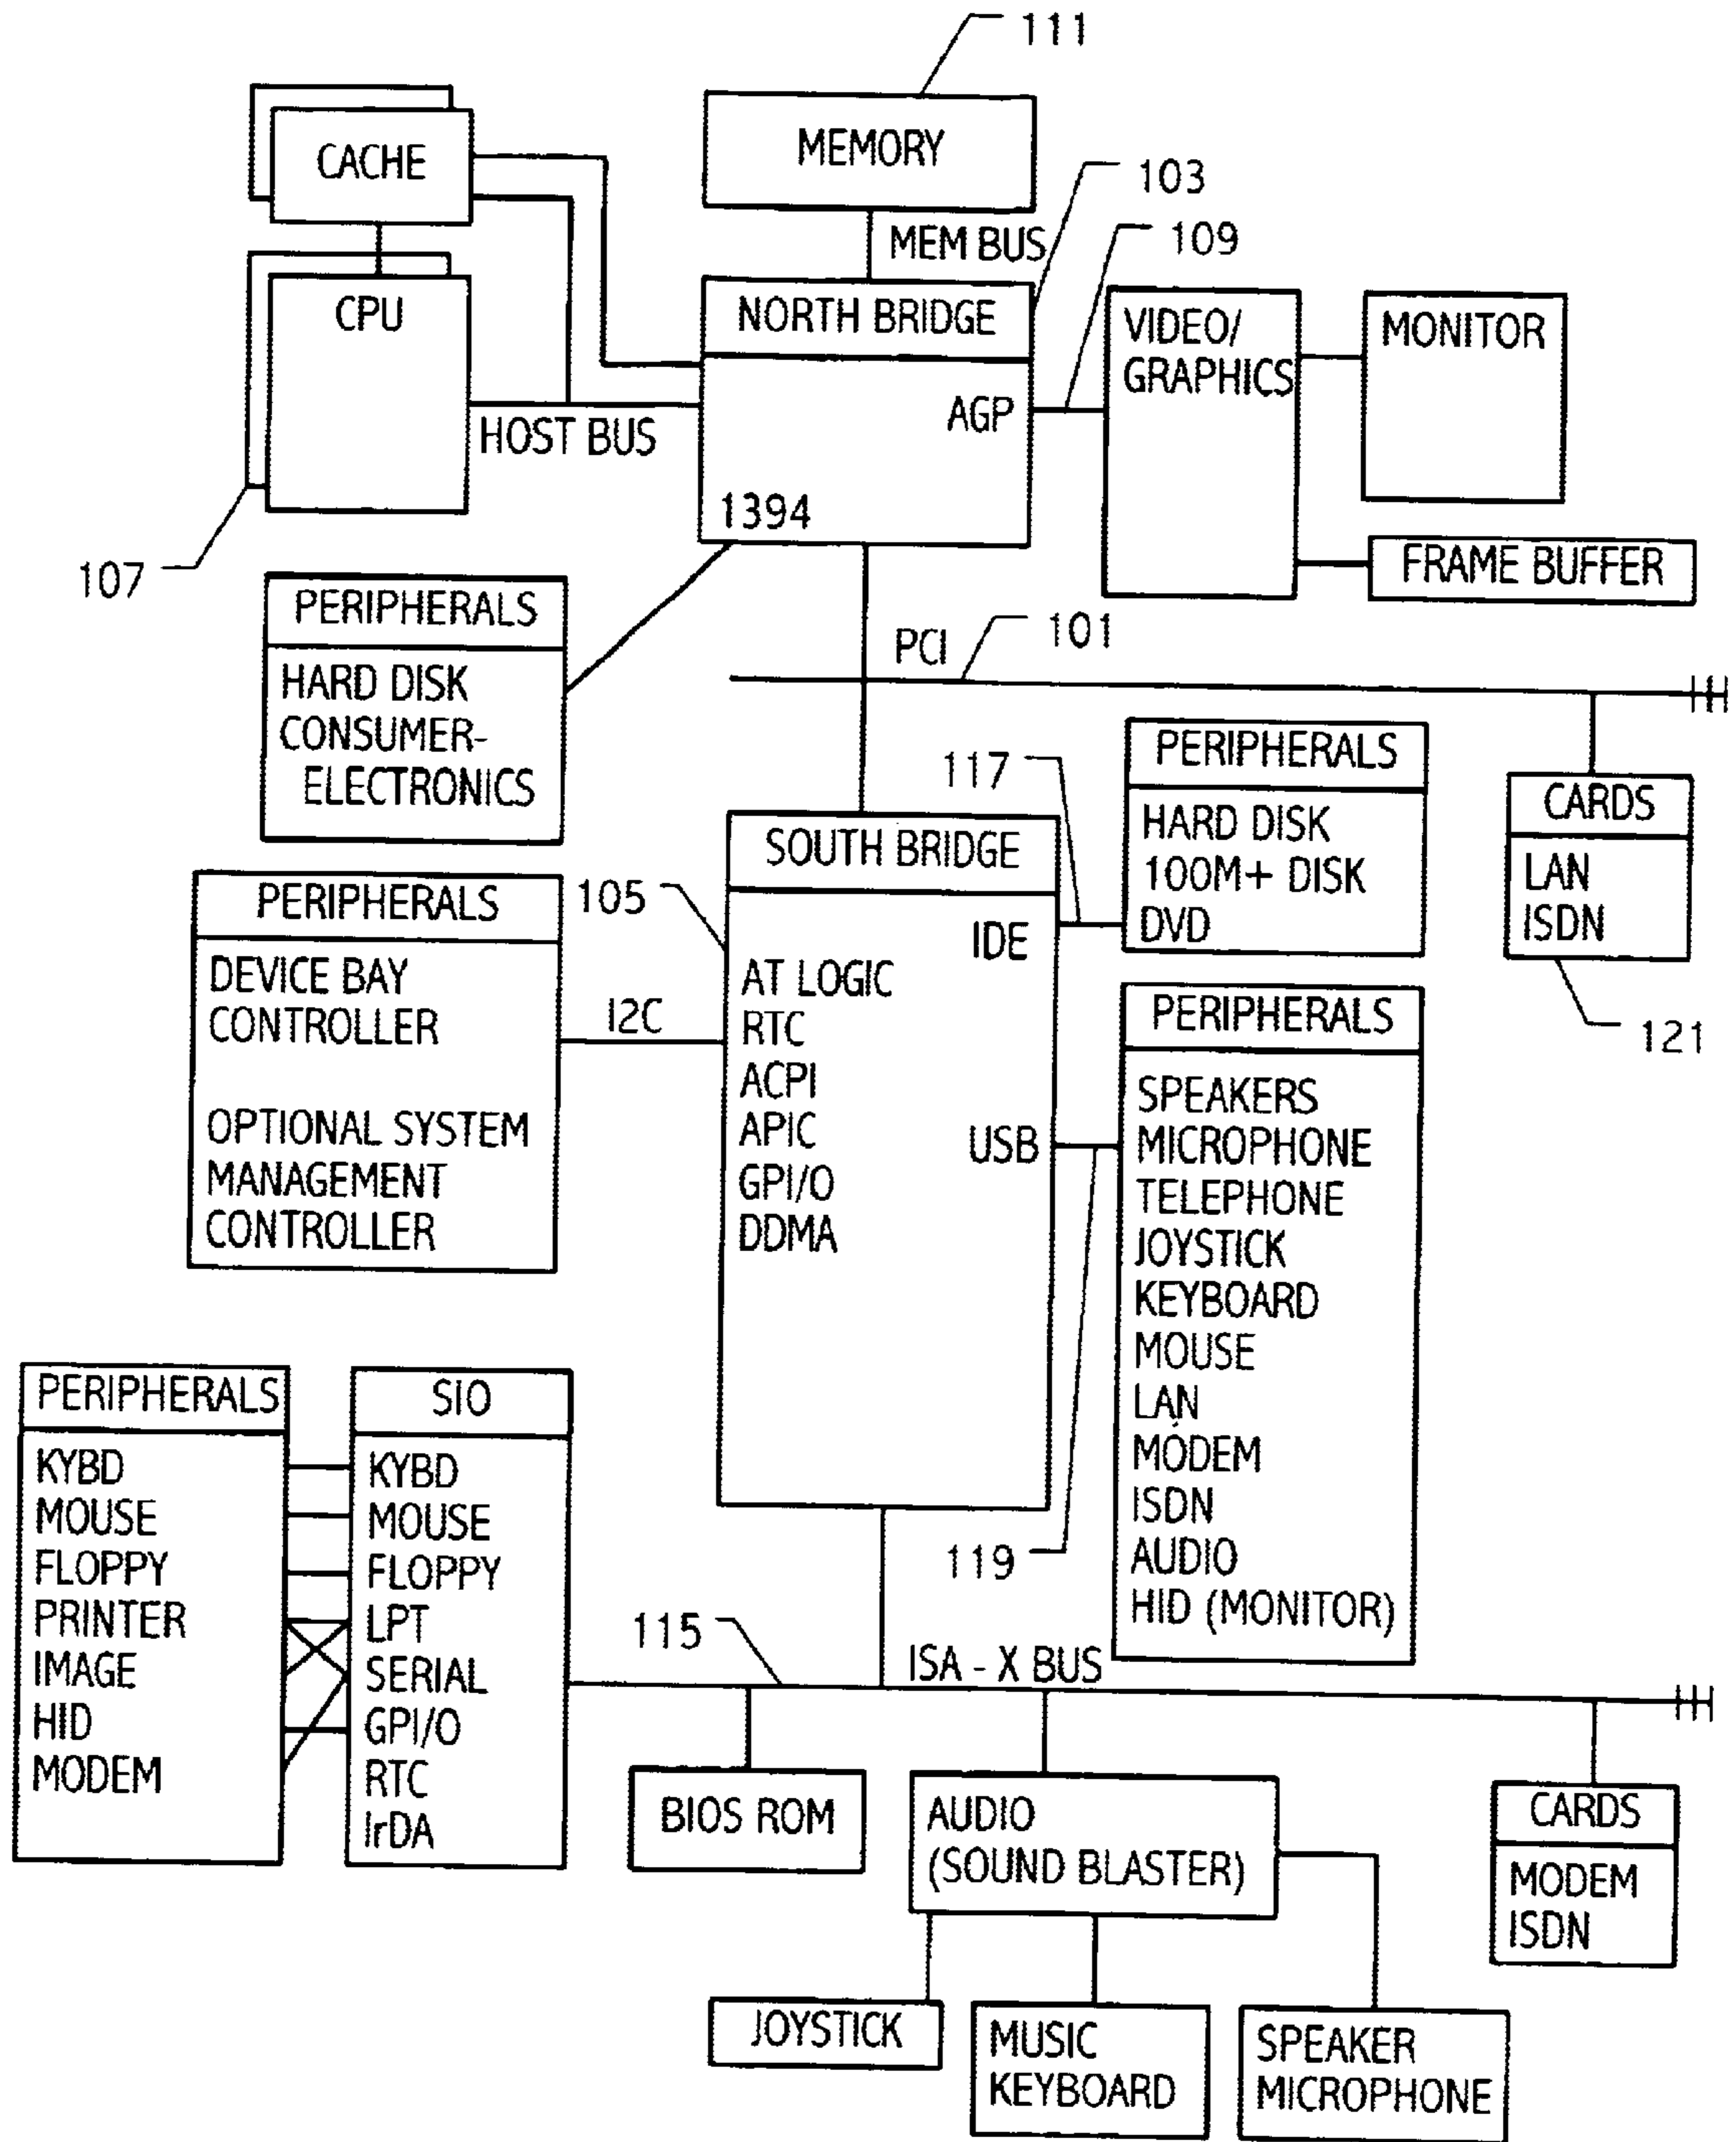 111
CACHE
MEMORY
103
MEM BUS
109
CPU
NORTH BRIDGE
VIDEO/
GRAPHICS
MONITOR
AGP
HOST BUS
1394
107
FRAME BUFFER
PERIPHERALS
HARD DISK
CONSUMER-
ELECTRONICS
PCI
101
117
PERIPHERALS
HARD DISK
100M+ DISK
DVD
CARDS
LAN
ISDN
121
SOUTH BRIDGE
105
IDE
AT LOGIC
RTC
ACPI
APIC
GPI/O
DDMA
USB
PERIPHERALS
DEVICE BAY
CONTROLLER
OPTIONAL SYSTEM
MANAGEMENT
CONTROLLER
I2C
PERIPHERALS
SPEAKERS
MICROPHONE
TELEPHONE
JOYSTICK
KEYBOARD
MOUSE
LAN
MODEM
ISDN
AUDIO
HID (MONITOR)
119
PERIPHERALS
KYBD
MOUSE
FLOPPY
PRINTER
IMAGE
HID
MODEM
SIO
KYBD
MOUSE
FLOPPY
LPT
SERIAL
GPI/O
RTC
IrDA
115
ISA - X BUS
BIOS ROM
AUDIO
(SOUND BLASTER)
CARDS
MODEM
ISDN
JOYSTICK
MUSIC
KEYBOARD
SPEAKER
MICROPHONE